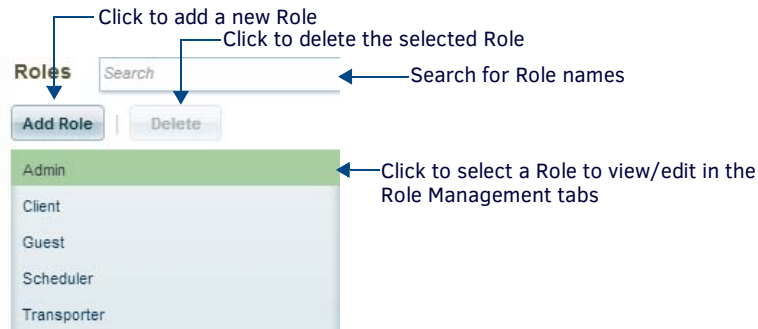 Click to add a new Role
Click to delete the selected Role
Roles
Search
Search for Role names
Add Role
Delete
Admin
Click to select a Role to view/edit in the
Role Management tabs
Client
Guest
Scheduler
Transporter